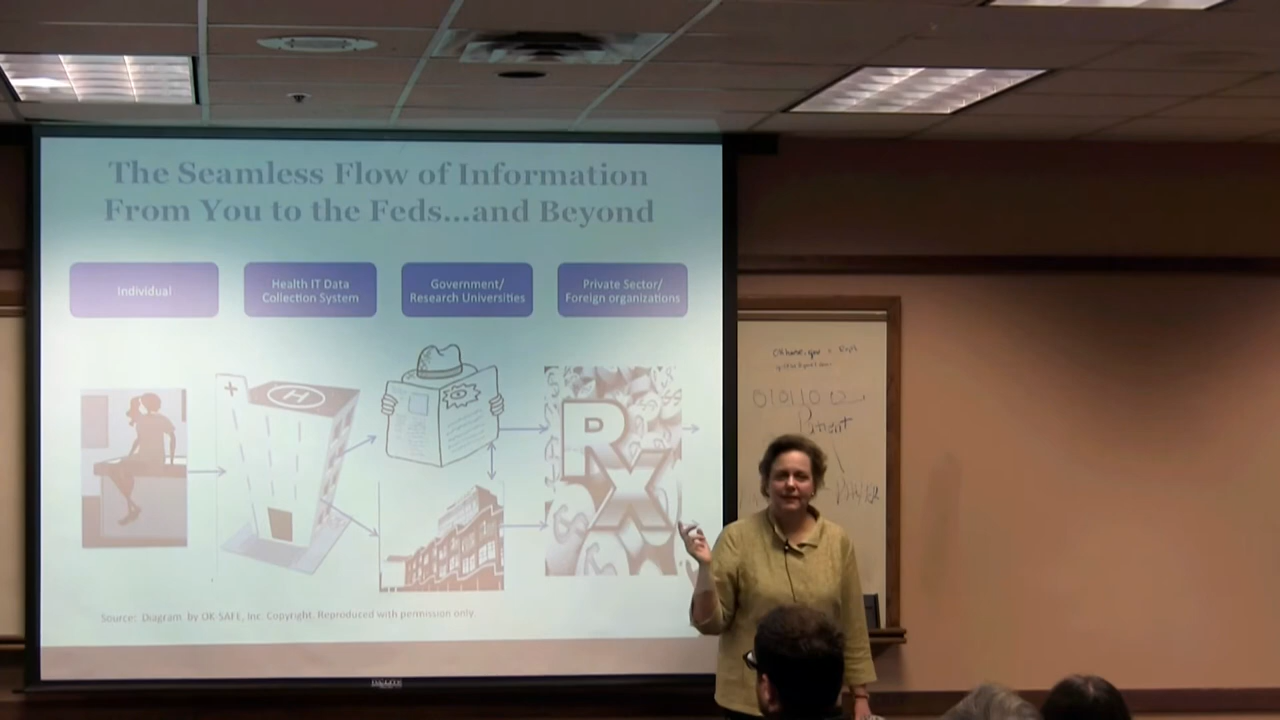 The Seamless Flow of Information
From You to the Feds...and Beyond
Individual
Health IT Data
Collection System
Government/
Research Universities
Private Sector/
Foreign organizations
H
RX
Source: Diagram by OK-SAFE, Inc. Copyright. Reproduced with permission only
010110
Patient